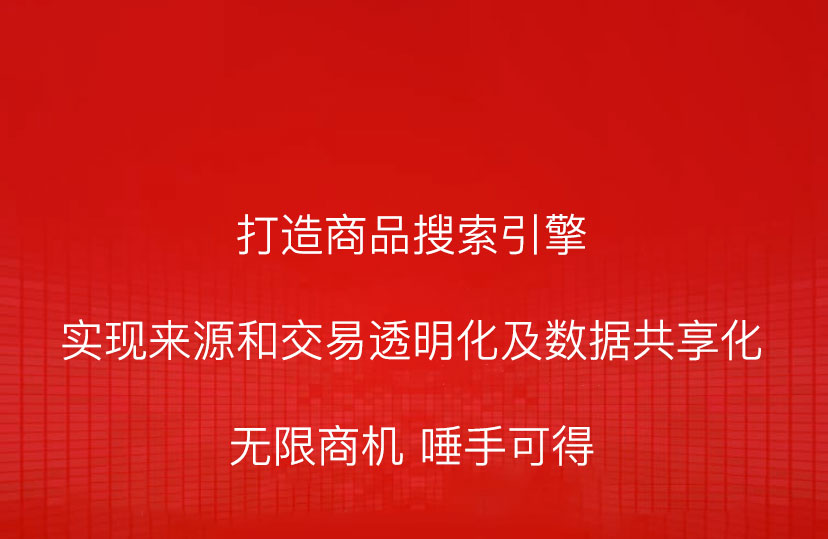 打造商品搜索引擎
实现来源和交易透明化及数据共享化
无限商机 唾手可得